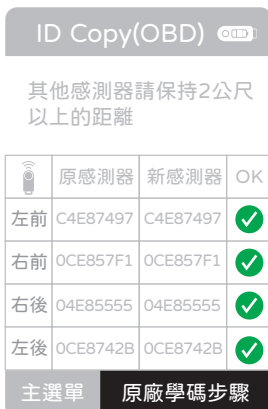 ID Copy(OBD)
其他感測器請保持2公尺
以上的距離
原感測器 新感測器 OK
左前 C4E87497 C4E87497
右前 0CE857F1 0CE857F1
右後 04E85555 04E85555
左後 0CE8742B 0CE8742B
主選單 原廠學碼步驟